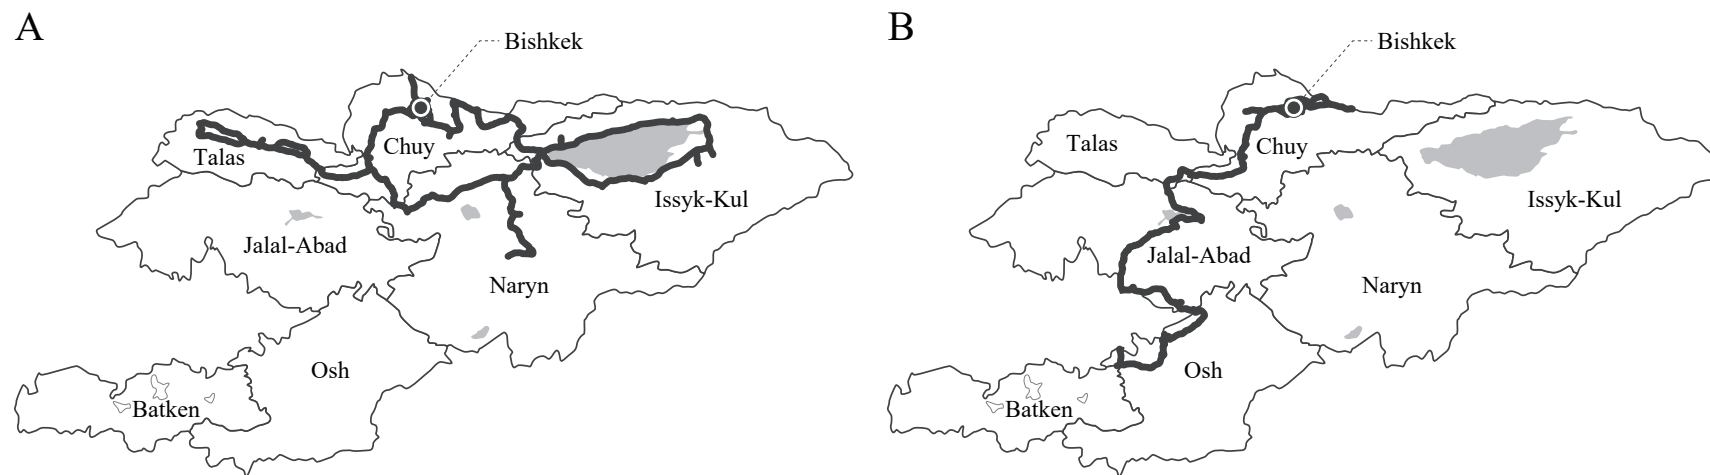 A
Bishkek
Talas
Chuy
Issyk-Kul
Jalal-Abad
Naryn
Osh
Batken
B
Bishkek
Talas
Chuy
Issyk-Kul
Jalal-Abad
Naryn
Osh
Batken